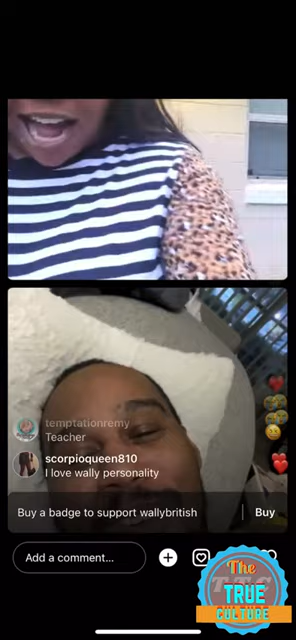 temptationremy
Teacher
scorpioqueen810
I love wally personality
Buy a badge to support wallybritish
Buy
Add a comment...
The
TRUE
CULTURE